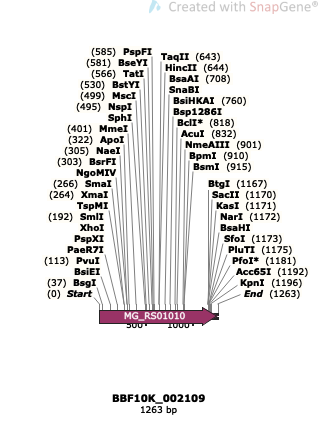 Created with SnapGene®
(585) PspFI
(581) BseYI
(566) TatI
(530) BstYI
(499) MscI
(495) NspI
SphI
(401) MmeI
(322) ApoI
(305) NaeI
(303) BsrFI
NgoMIV
(266) SmaI
(264) XmaI
TspMI
(192) SmlI
XhoI
PspXI
PaeR7I
(113) PvuI
BsiEI
(37) BsgI
(0) Start
TaqII (643)
HincII (644)
BsaAI (708)
SnaBI
BsiHKAI (760)
Bsp1286I
BclI* (818)
AcuI (832)
NmeAIII (901)
BpmI (910)
BsmI (915)
BtgI (1167)
SacII (1170)
KasI (1171)
NarI (1172)
BsaHI
SfoI (1173)
PluTI (1175)
PfoI* (1181)
Acc65I (1192)
KpnI (1196)
End (1263)
MG_RS01010
500 1000
BBF10K_002109
1263 bp